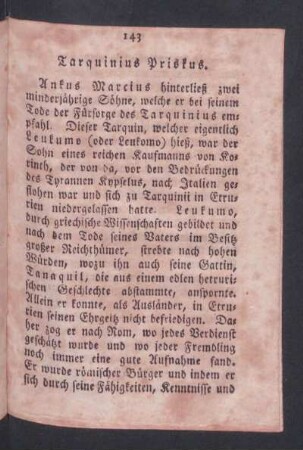 143
Tarquinius Priskus.
Ankus Marcius hinterließ zwei
minderjährige Söhne, welche er bei seinem
Tode der Fürsorge des Tarquinius em-
pfahl. Dieser Tarquin, welcher eigentlich
Leukumo (oder Leukomo) hieß, war der
Sohn eines reichen Kaufmanns von Ko-
rinth, der von da, vor den Bedrückungen
des Tyrannen Kypselus, nach Italien ge-
flohen war und sich zu Tarquinii in Etru-
rien niedergelassen hatte. Leukumo,
durch griechische Wissenschaften gebildet und
nach dem Tode seines Vaters im Besitz
großer Reichthümer, strebte nach hohen
Würden, wozu ihn auch seine Gattin,
Tanaquil, die aus einem edlen hetruri-
schen Geschlechte abstammte, anspornte.
Allein er konnte, als Ausländer, in Etru-
rien seinen Ehrgeitz nicht befriedigen. Da-
her zog er nach Rom, wo jedes Verdienst
geschätzt wurde und wo jeder Fremdling
noch immer eine gute Aufnahme fand.
Er wurde römischer Bürger und indem er
sich durch seine Fähigkeiten, Kenntnisse und